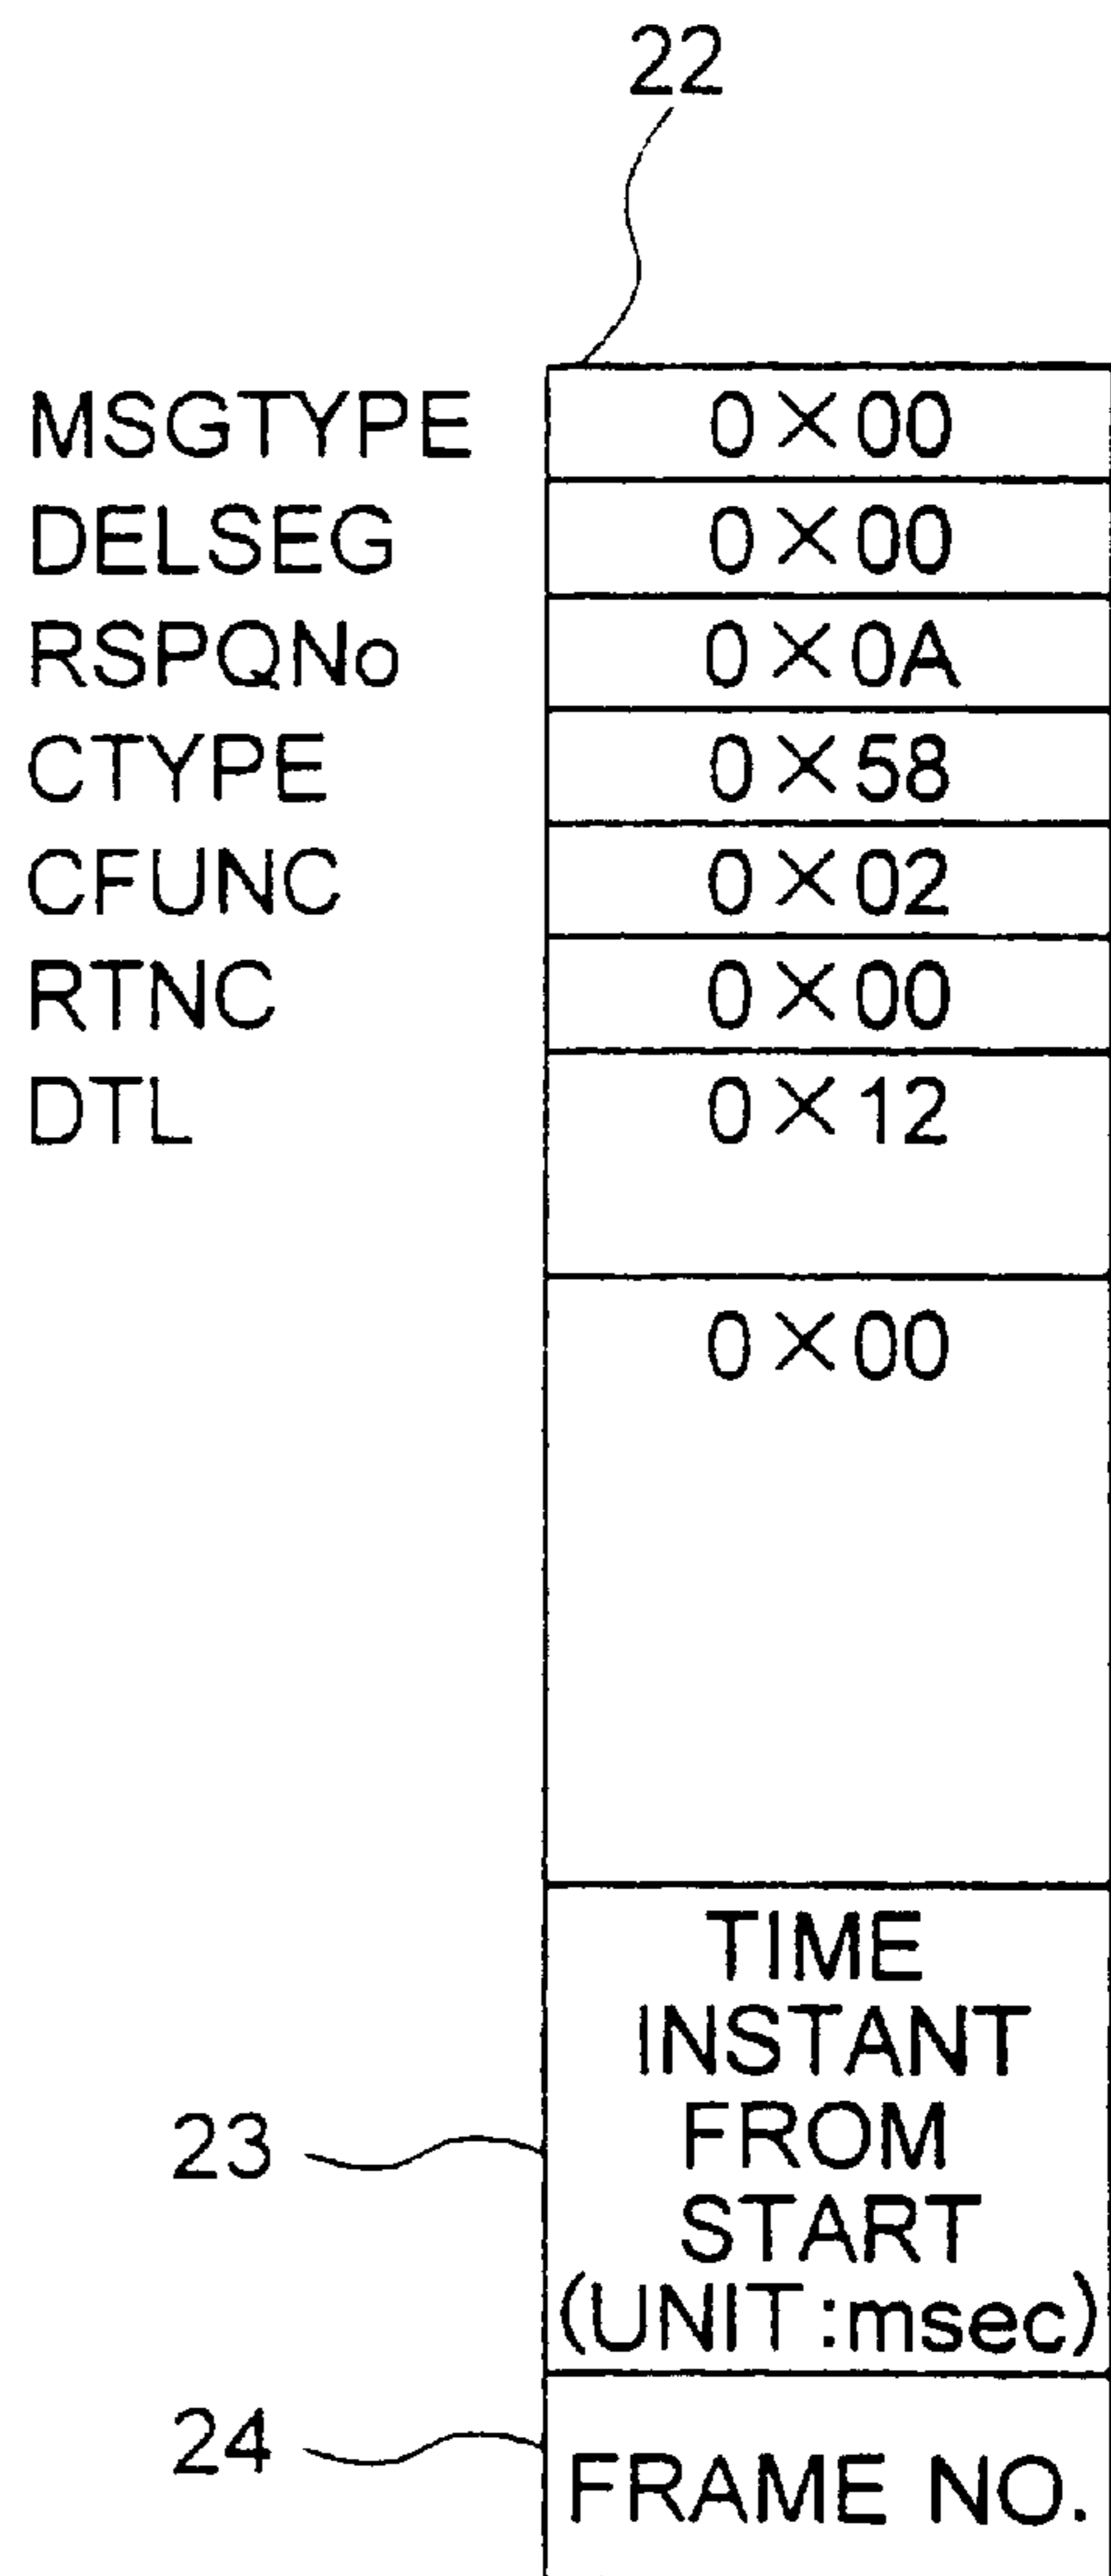 22
MSGTYPE 0×00
DELSEG 0×00
RSPQNo 0×0A
CTYPE 0×58
CFUNC 0×02
RTNC 0×00
DTL 0×12
0×00
TIME
INSTANT
FROM
23
START
(UNIT:msec)
24
FRAME NO.